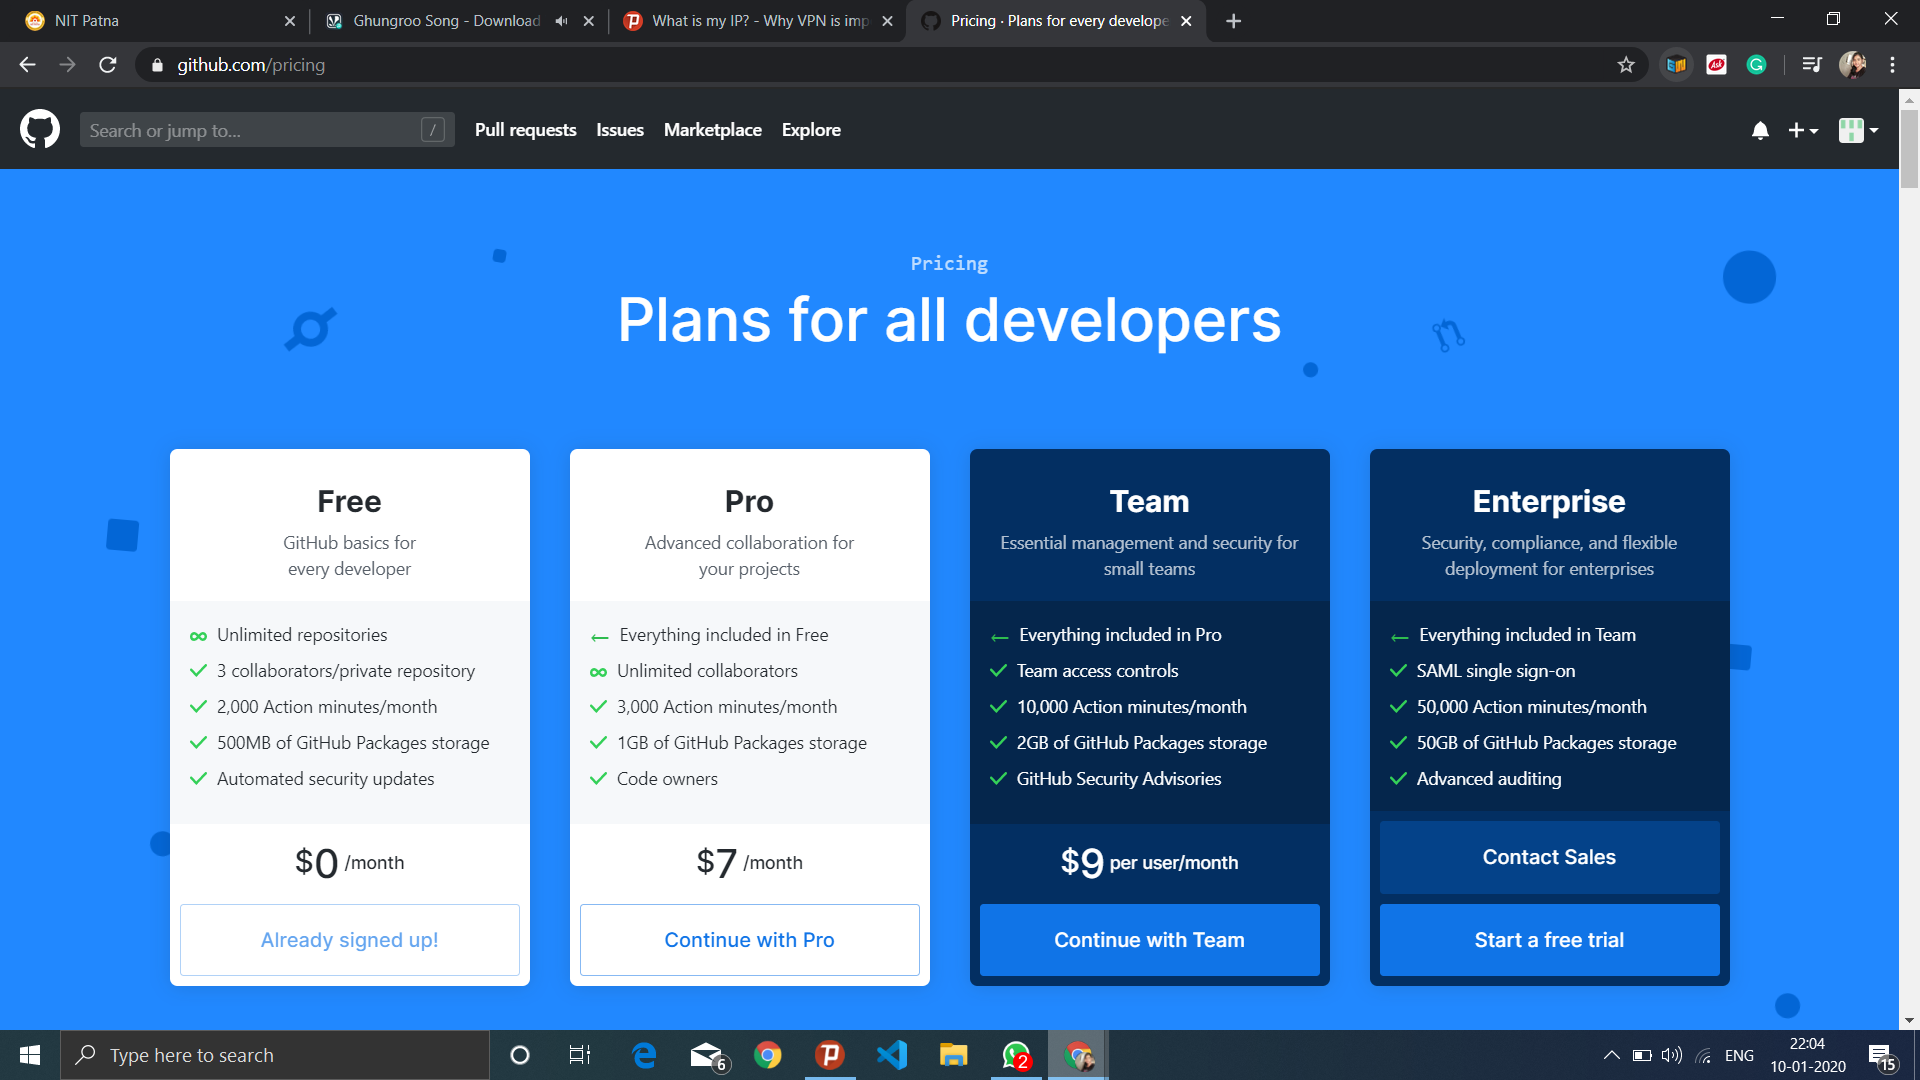 NIT Patna
Ghungroo Song - Download
What is my IP? - Why VPN is imp
Pricing · Plans for every develope
github.com/pricing
Search or jump to...
/
Pull requests
Issues
Marketplace
Explore
Pricing
Plans for all developers
Free
GitHub basics for
every developer
Unlimited repositories
3 collaborators/private repository
2,000 Action minutes/month
500MB of GitHub Packages storage
Automated security updates
$0 /month
Already signed up!
Pro
Advanced collaboration for
your projects
Everything included in Free
Unlimited collaborators
3,000 Action minutes/month
1GB of GitHub Packages storage
Code owners
$7 /month
Continue with Pro
Team
Essential management and security for
small teams
Everything included in Pro
Team access controls
10,000 Action minutes/month
2GB of GitHub Packages storage
GitHub Security Advisories
$9 per user/month
Continue with Team
Enterprise
Security, compliance, and flexible
deployment for enterprises
Everything included in Team
SAML single sign-on
50,000 Action minutes/month
50GB of GitHub Packages storage
Advanced auditing
Contact Sales
Start a free trial
Type here to search
6
2
ENG
22:04
10-01-2020
15